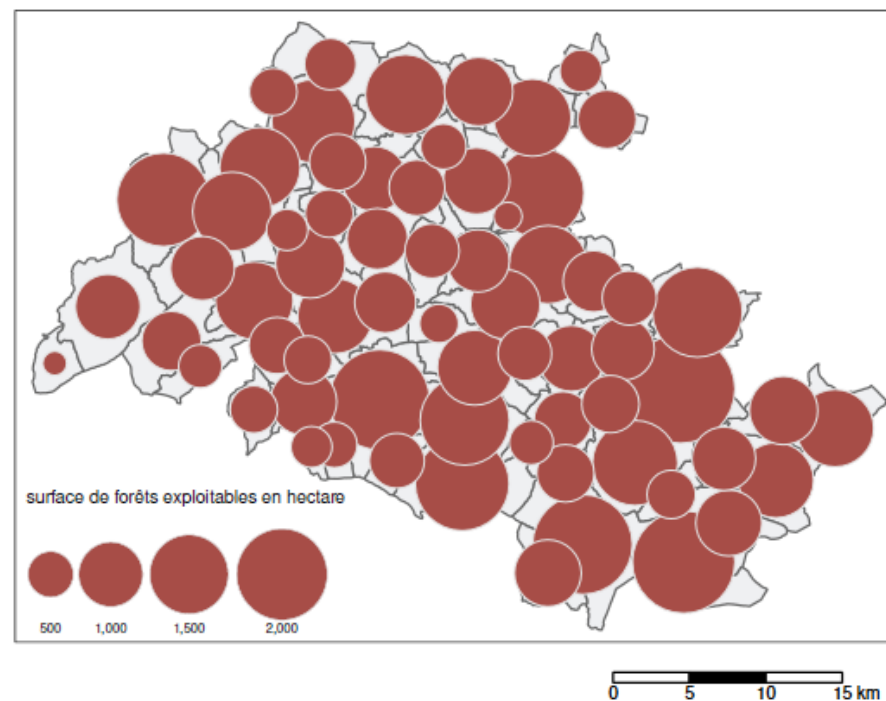 surface de forêts exploitables en hectare
500 1,000 1,500 2,000
0 5 10 15 km